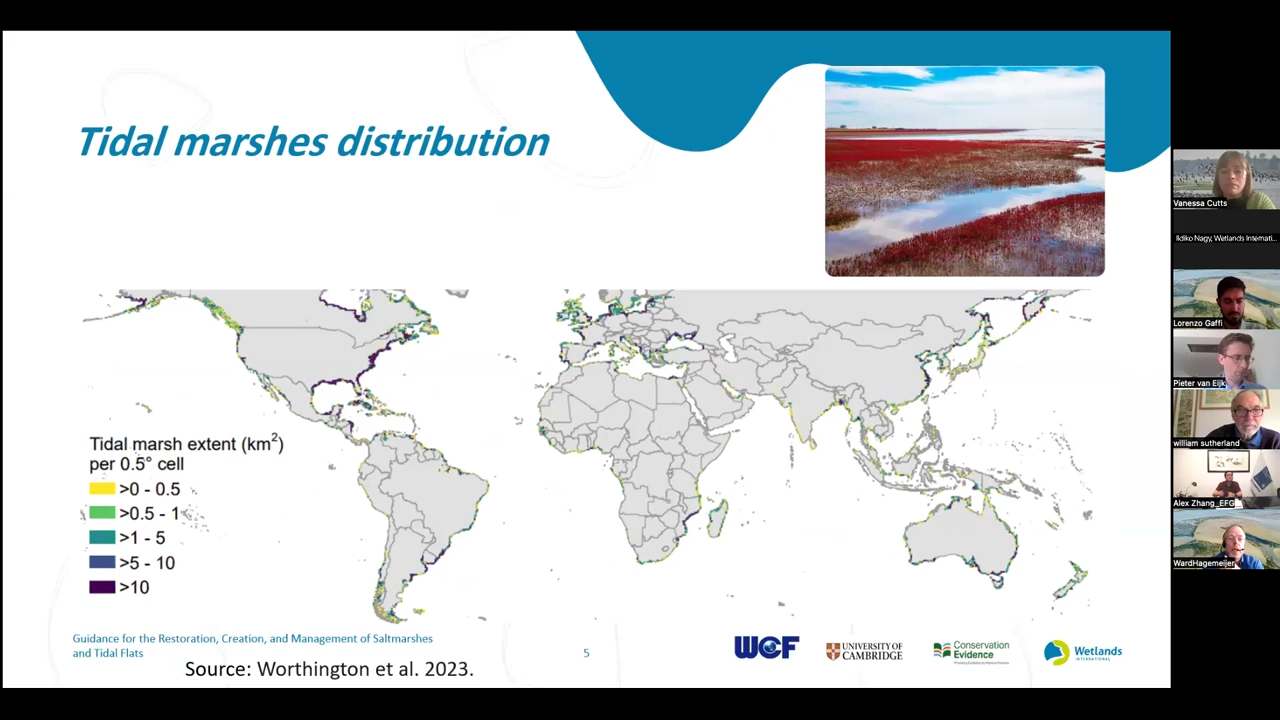 Tidal marshes distribution
Tidal marsh extent (km2)
per 0.5° cell
>0 - 0.5
>0.5 - 1
>1 - 5
>5 - 10
>10
Guidance for the Restoration, Creation, and Management of Saltmarshes
and Tidal Flats
Source: Worthington et al. 2023.
5
WCF
UNIVERSITY OF
CAMBRIDGE
Conservation
Evidence
Wetlands
INTERNATIONAL
Vanessa Cutts
Ildiko Nagy, Wetlands Internati...
Lorenzo Gaffi
Pieter van Eijk
william sutherland
Alex Zhang_EFG
WardHagemeijer